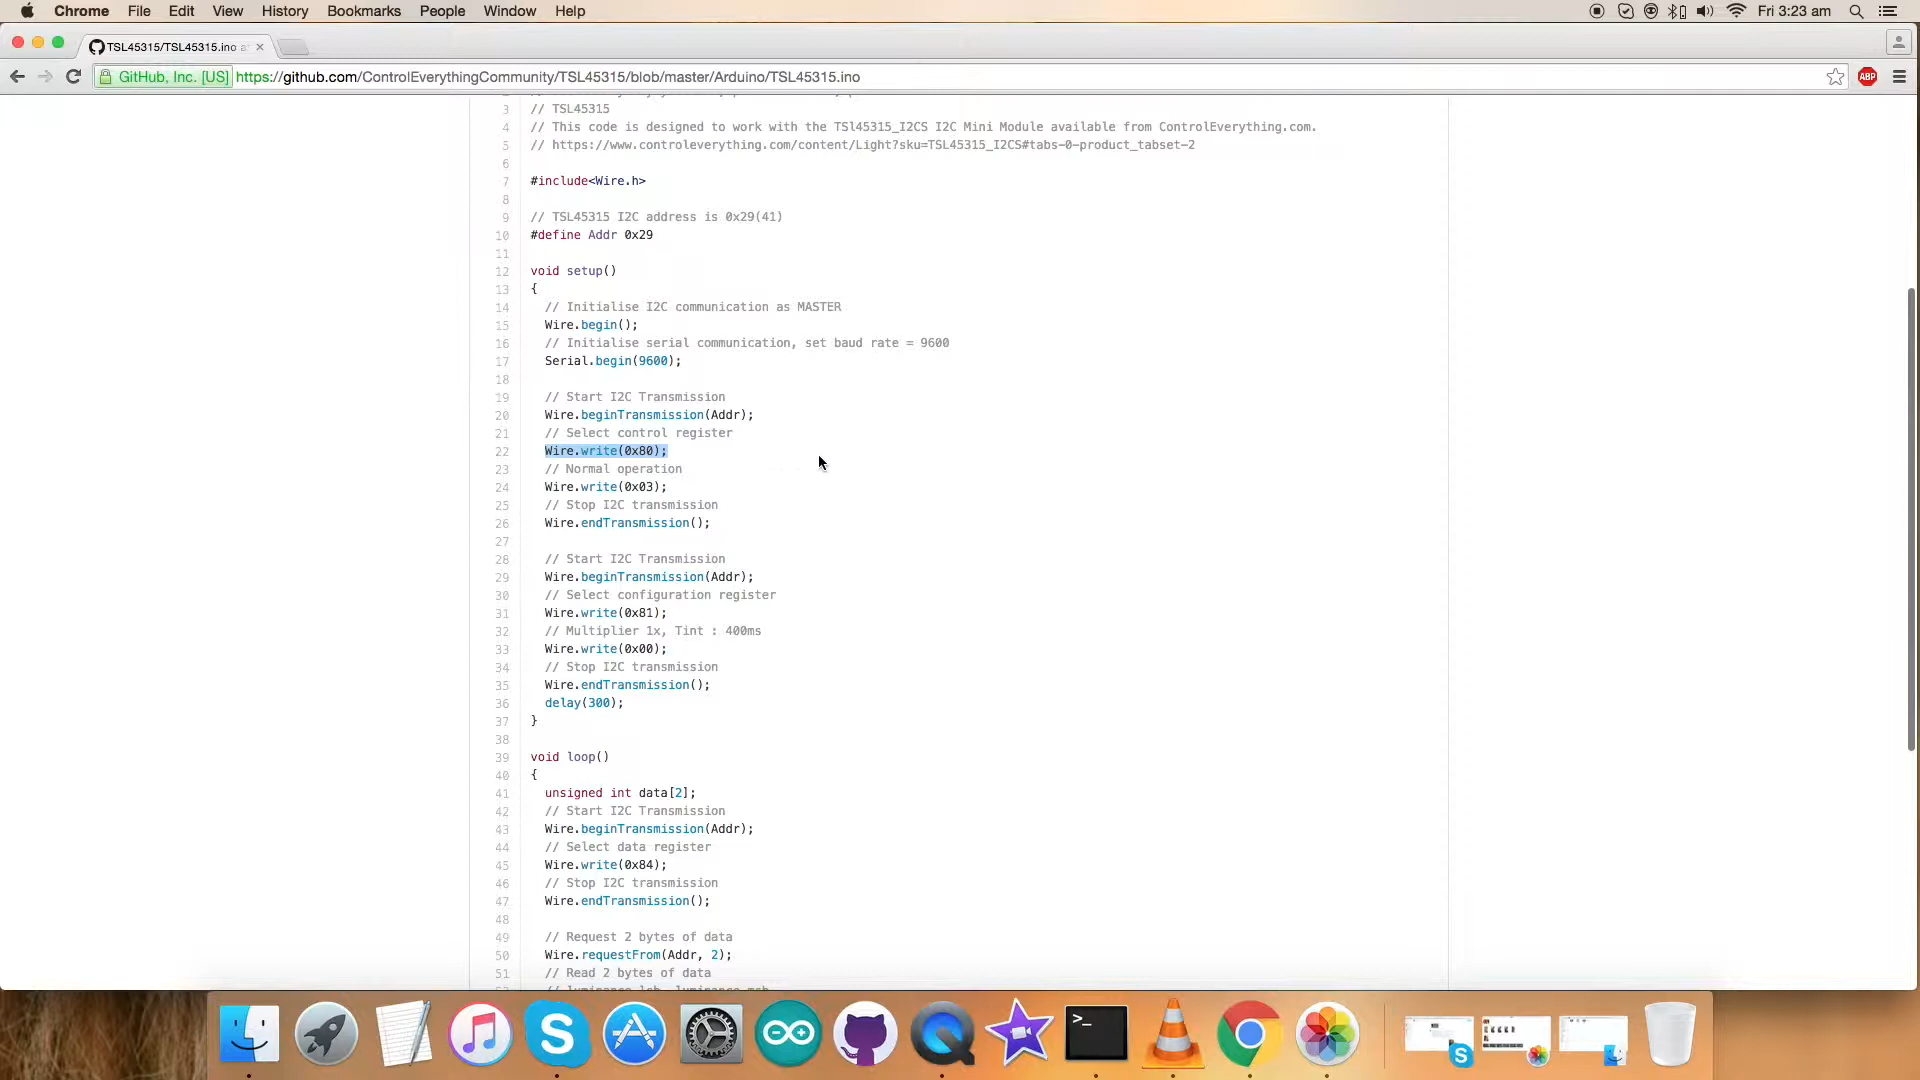 Chrome File Edit View History Bookmarks People Window Help Fri 3:23 am
TSL45315/TSL45315.ino a
GitHub, Inc. [US] https://github.com/ControlEverythingCommunity/TSL45315/blob/master/Arduino/TSL45315.ino ABP
3 // TSL45315
4 // This code is designed to work with the TSl45315_I2CS I2C Mini Module available from ControlEverything.com.
5 // https://www.controleverything.com/content/Light?sku=TSL45315_I2CS#tabs-0-product_tabset-2
6
7 #include<Wire.h>
8
9 // TSL45315 I2C address is 0x29(41)
10 #define Addr 0x29
11
12 void setup()
13 {
14 // Initialise I2C communication as MASTER
15 Wire.begin();
16 // Initialise serial communication, set baud rate = 9600
17 Serial.begin(9600);
18
19 // Start I2C Transmission
20 Wire.beginTransmission(Addr);
21 // Select control register
22 Wire.write(0x80);
23 // Normal operation
24 Wire.write(0x03);
25 // Stop I2C transmission
26 Wire.endTransmission();
27
28 // Start I2C Transmission
29 Wire.beginTransmission(Addr);
30 // Select configuration register
31 Wire.write(0x81);
32 // Multiplier 1x, Tint : 400ms
33 Wire.write(0x00);
34 // Stop I2C transmission
35 Wire.endTransmission();
36 delay(300);
37 }
38
39 void loop()
40 {
41 unsigned int data[2];
42 // Start I2C Transmission
43 Wire.beginTransmission(Addr);
44 // Select data register
45 Wire.write(0x84);
46 // Stop I2C transmission
47 Wire.endTransmission();
48
49 // Request 2 bytes of data
50 Wire.requestFrom(Addr, 2);
51 // Read 2 bytes of data